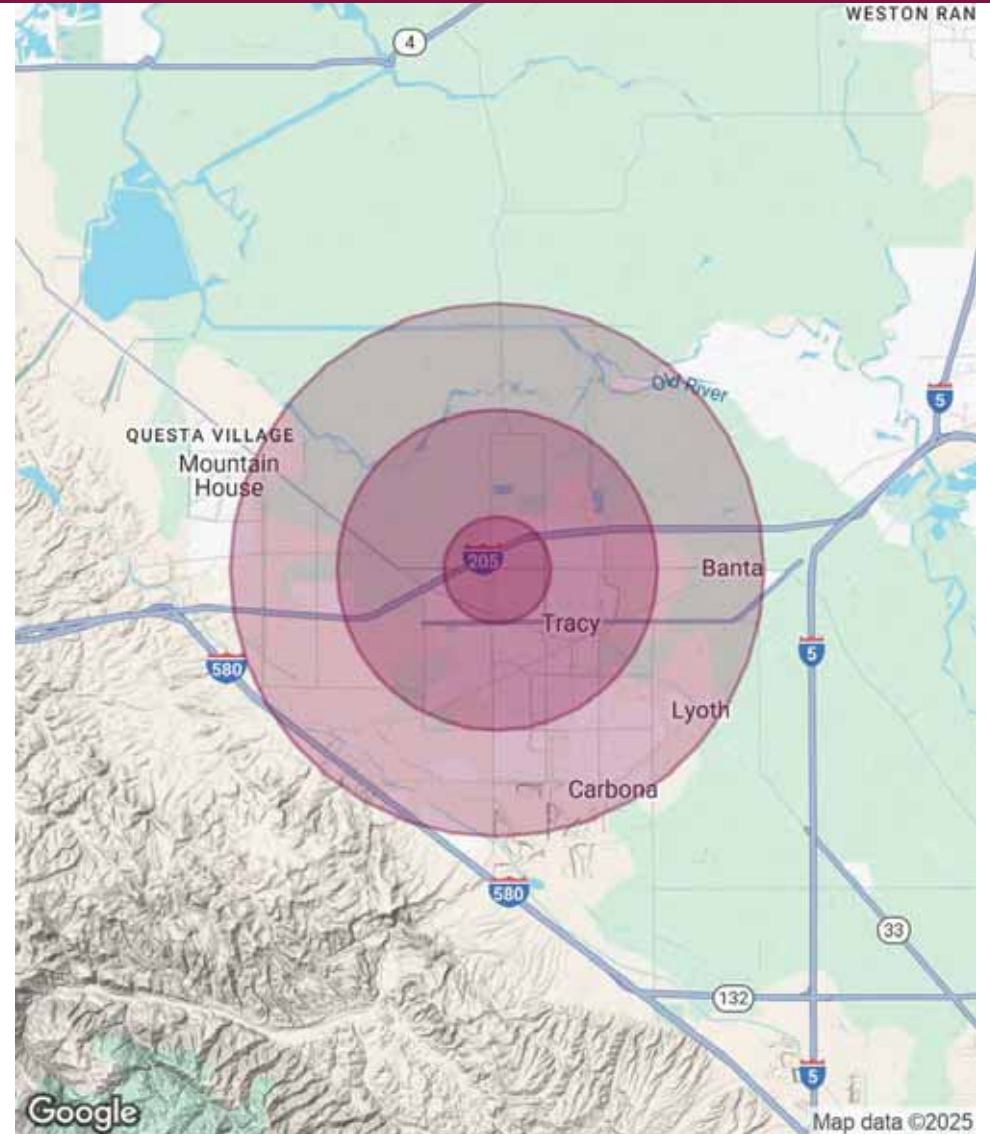 WESTON RAN
4
Old River
5
QUESTA VILLAGE
Mountain
House
205
Banta
Tracy
5
580
Lyoth
Carbona
580
33
132
5
Google
Map data ©2025